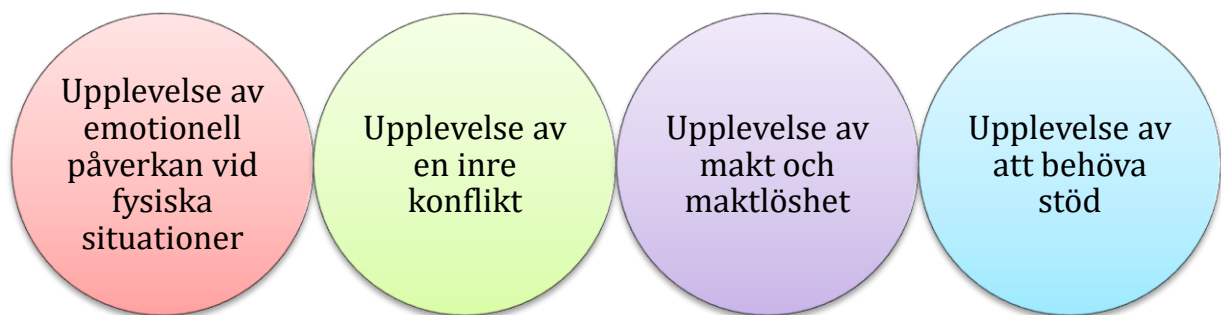 Upplevelse av
emotionell
påverkan vid
fysiska
situationer
Upplevelse av
en inre
konflikt
Upplevelse av
makt och
maktlöshet
Upplevelse av
att behöva
stöd